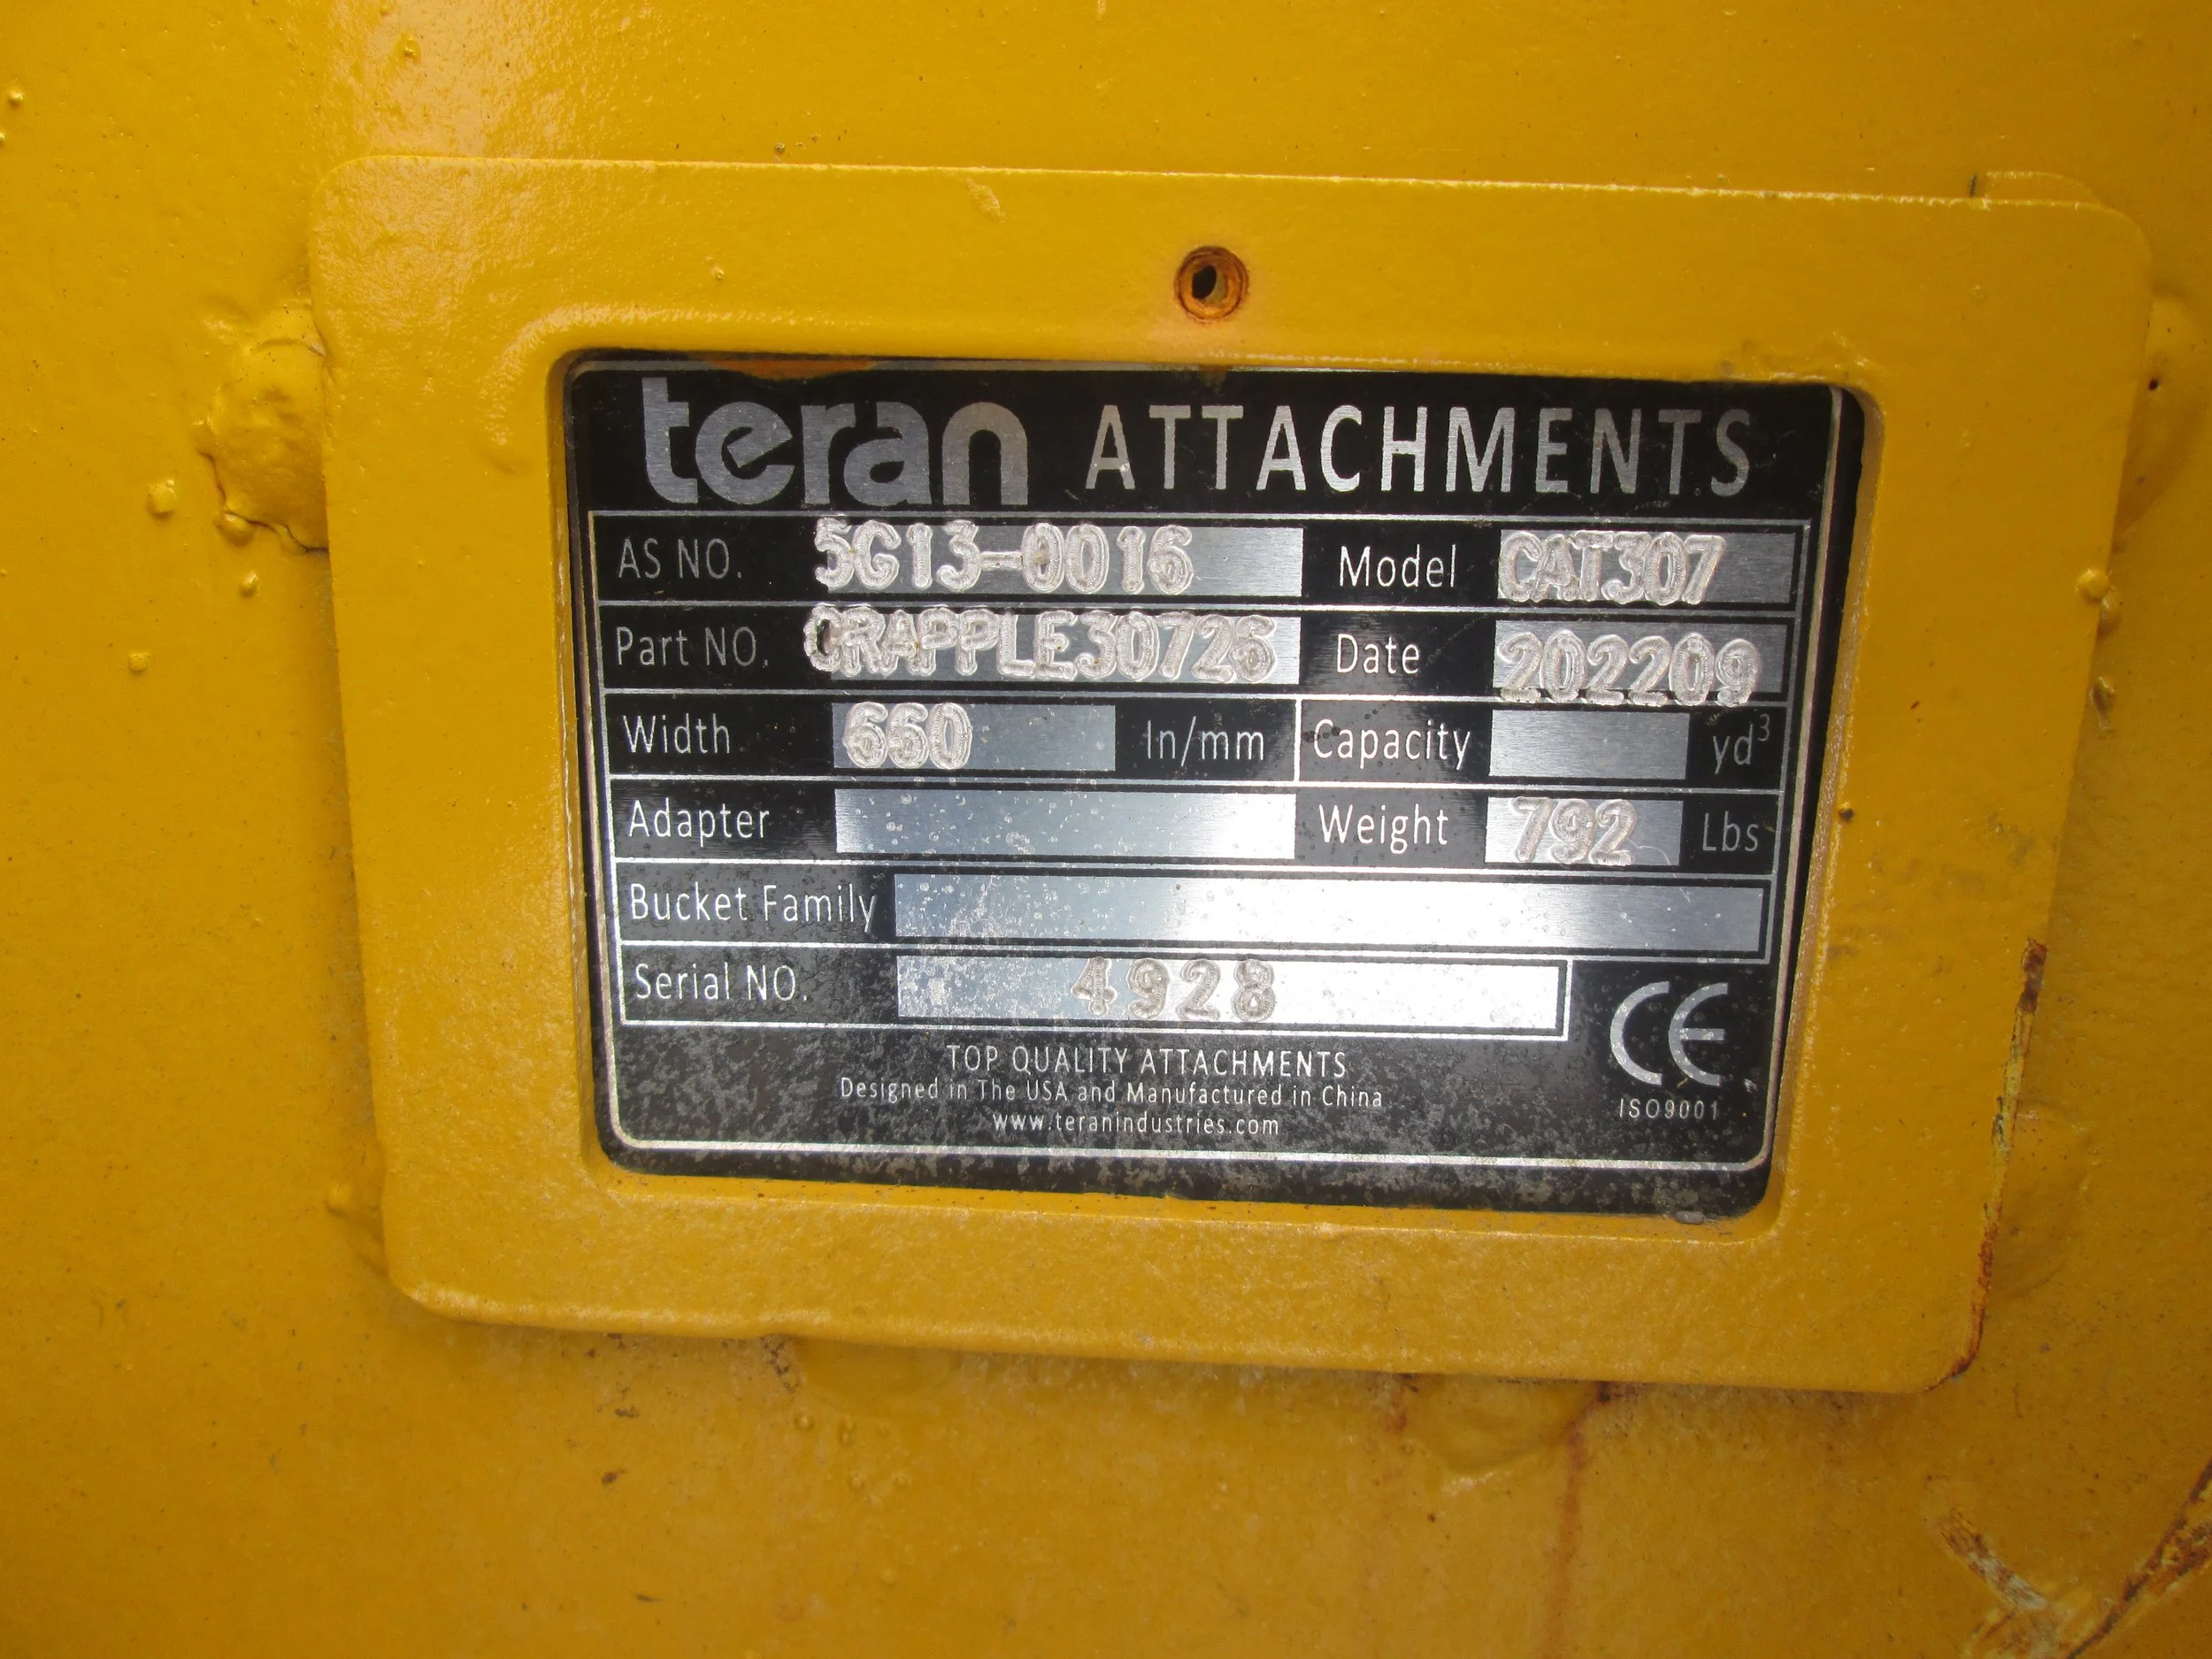 teran ATTACHMENTS
AS NO. 5G13-0016 Model CAT307
Part NO. GRAPPLE30726 Date 202209
Width 660 In/mm Capacity yd³
Adapter Weight 792 Lbs
Bucket Family
Serial NO. 4928
CE
TOP QUALITY ATTACHMENTS
Designed in The USA and Manufactured in China
ISO9001
www.teranindustries.com